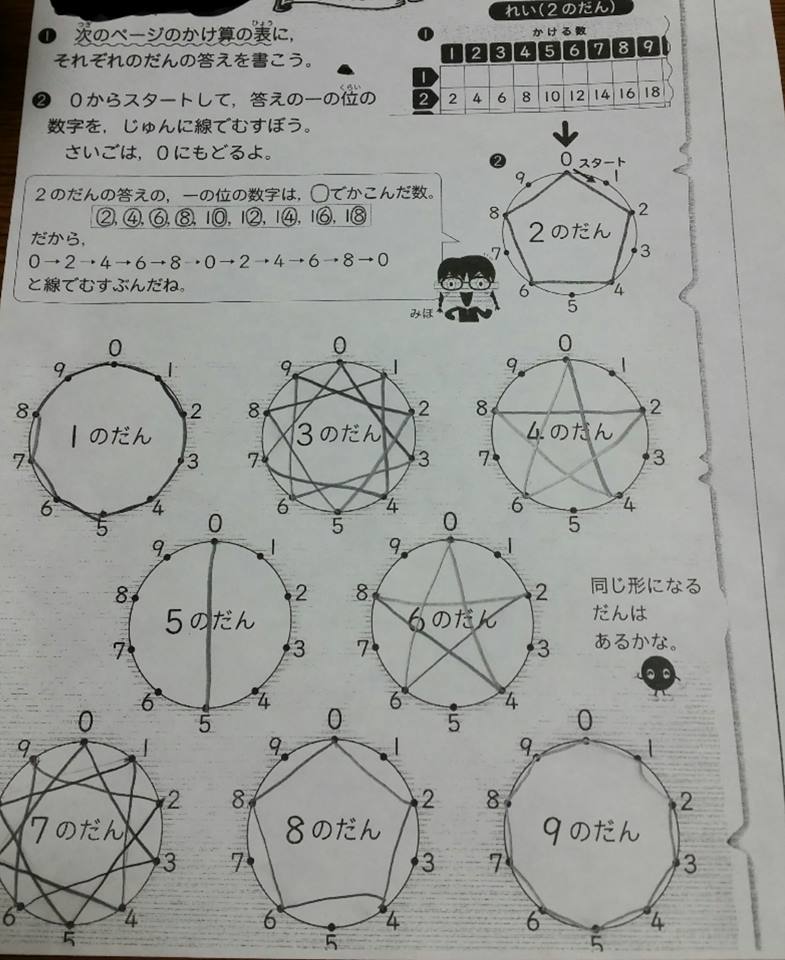 ❶ 次のページのかけ算の表に,
それぞれのだんの答えを書こう。
❷ 0からスタートして, 答えの一の位の
数字を, じゅんに線でむすぼう。
さいごは, 0にもどるよ。
2のだんの答えの, 一の位の数字は, ○でかこんだ数。
②, ④, ⑥, ⑧, 1⓪, 1②, 1④, 1⑥, 1⑧
だから,
0→2→4→6→8→0→2→4→6→8→0
と線でむすぶんだね。
みほ
れい(2のだん)
❶ かける数
1 2 3 4 5 6 7 8 9
1
2 2 4 6 8 10 12 14 16 18
❷ スタート
0 1 2 3 4 5 6 7 8 9
2のだん
0 1 2 3 4 5 6 7 8 9
1のだん
0 1 2 3 4 5 6 7 8 9
3のだん
0 1 2 3 4 5 6 7 8 9
4のだん
0 1 2 3 4 5 6 7 8 9
5のだん
0 1 2 3 4 5 6 7 8 9
6のだん
同じ形になる
だんは
あるかな。
0 1 2 3 4 5 6 9
7のだん
0 1 2 3 4 5 6 7 8 9
8のだん
0 1 2 3 4 5 6 7 8 9
9のだん